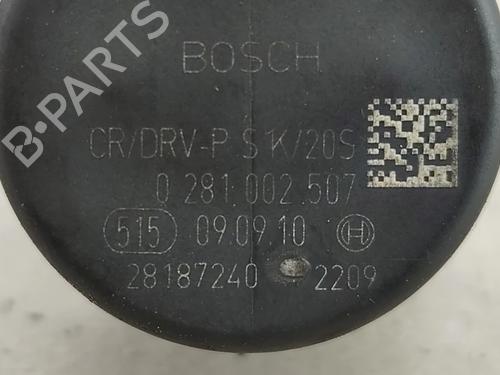 BOSCH
CR/DRV-P S1K/20S
0 281 002 507
515 09 09 10
28187240 2209
B-PARTS